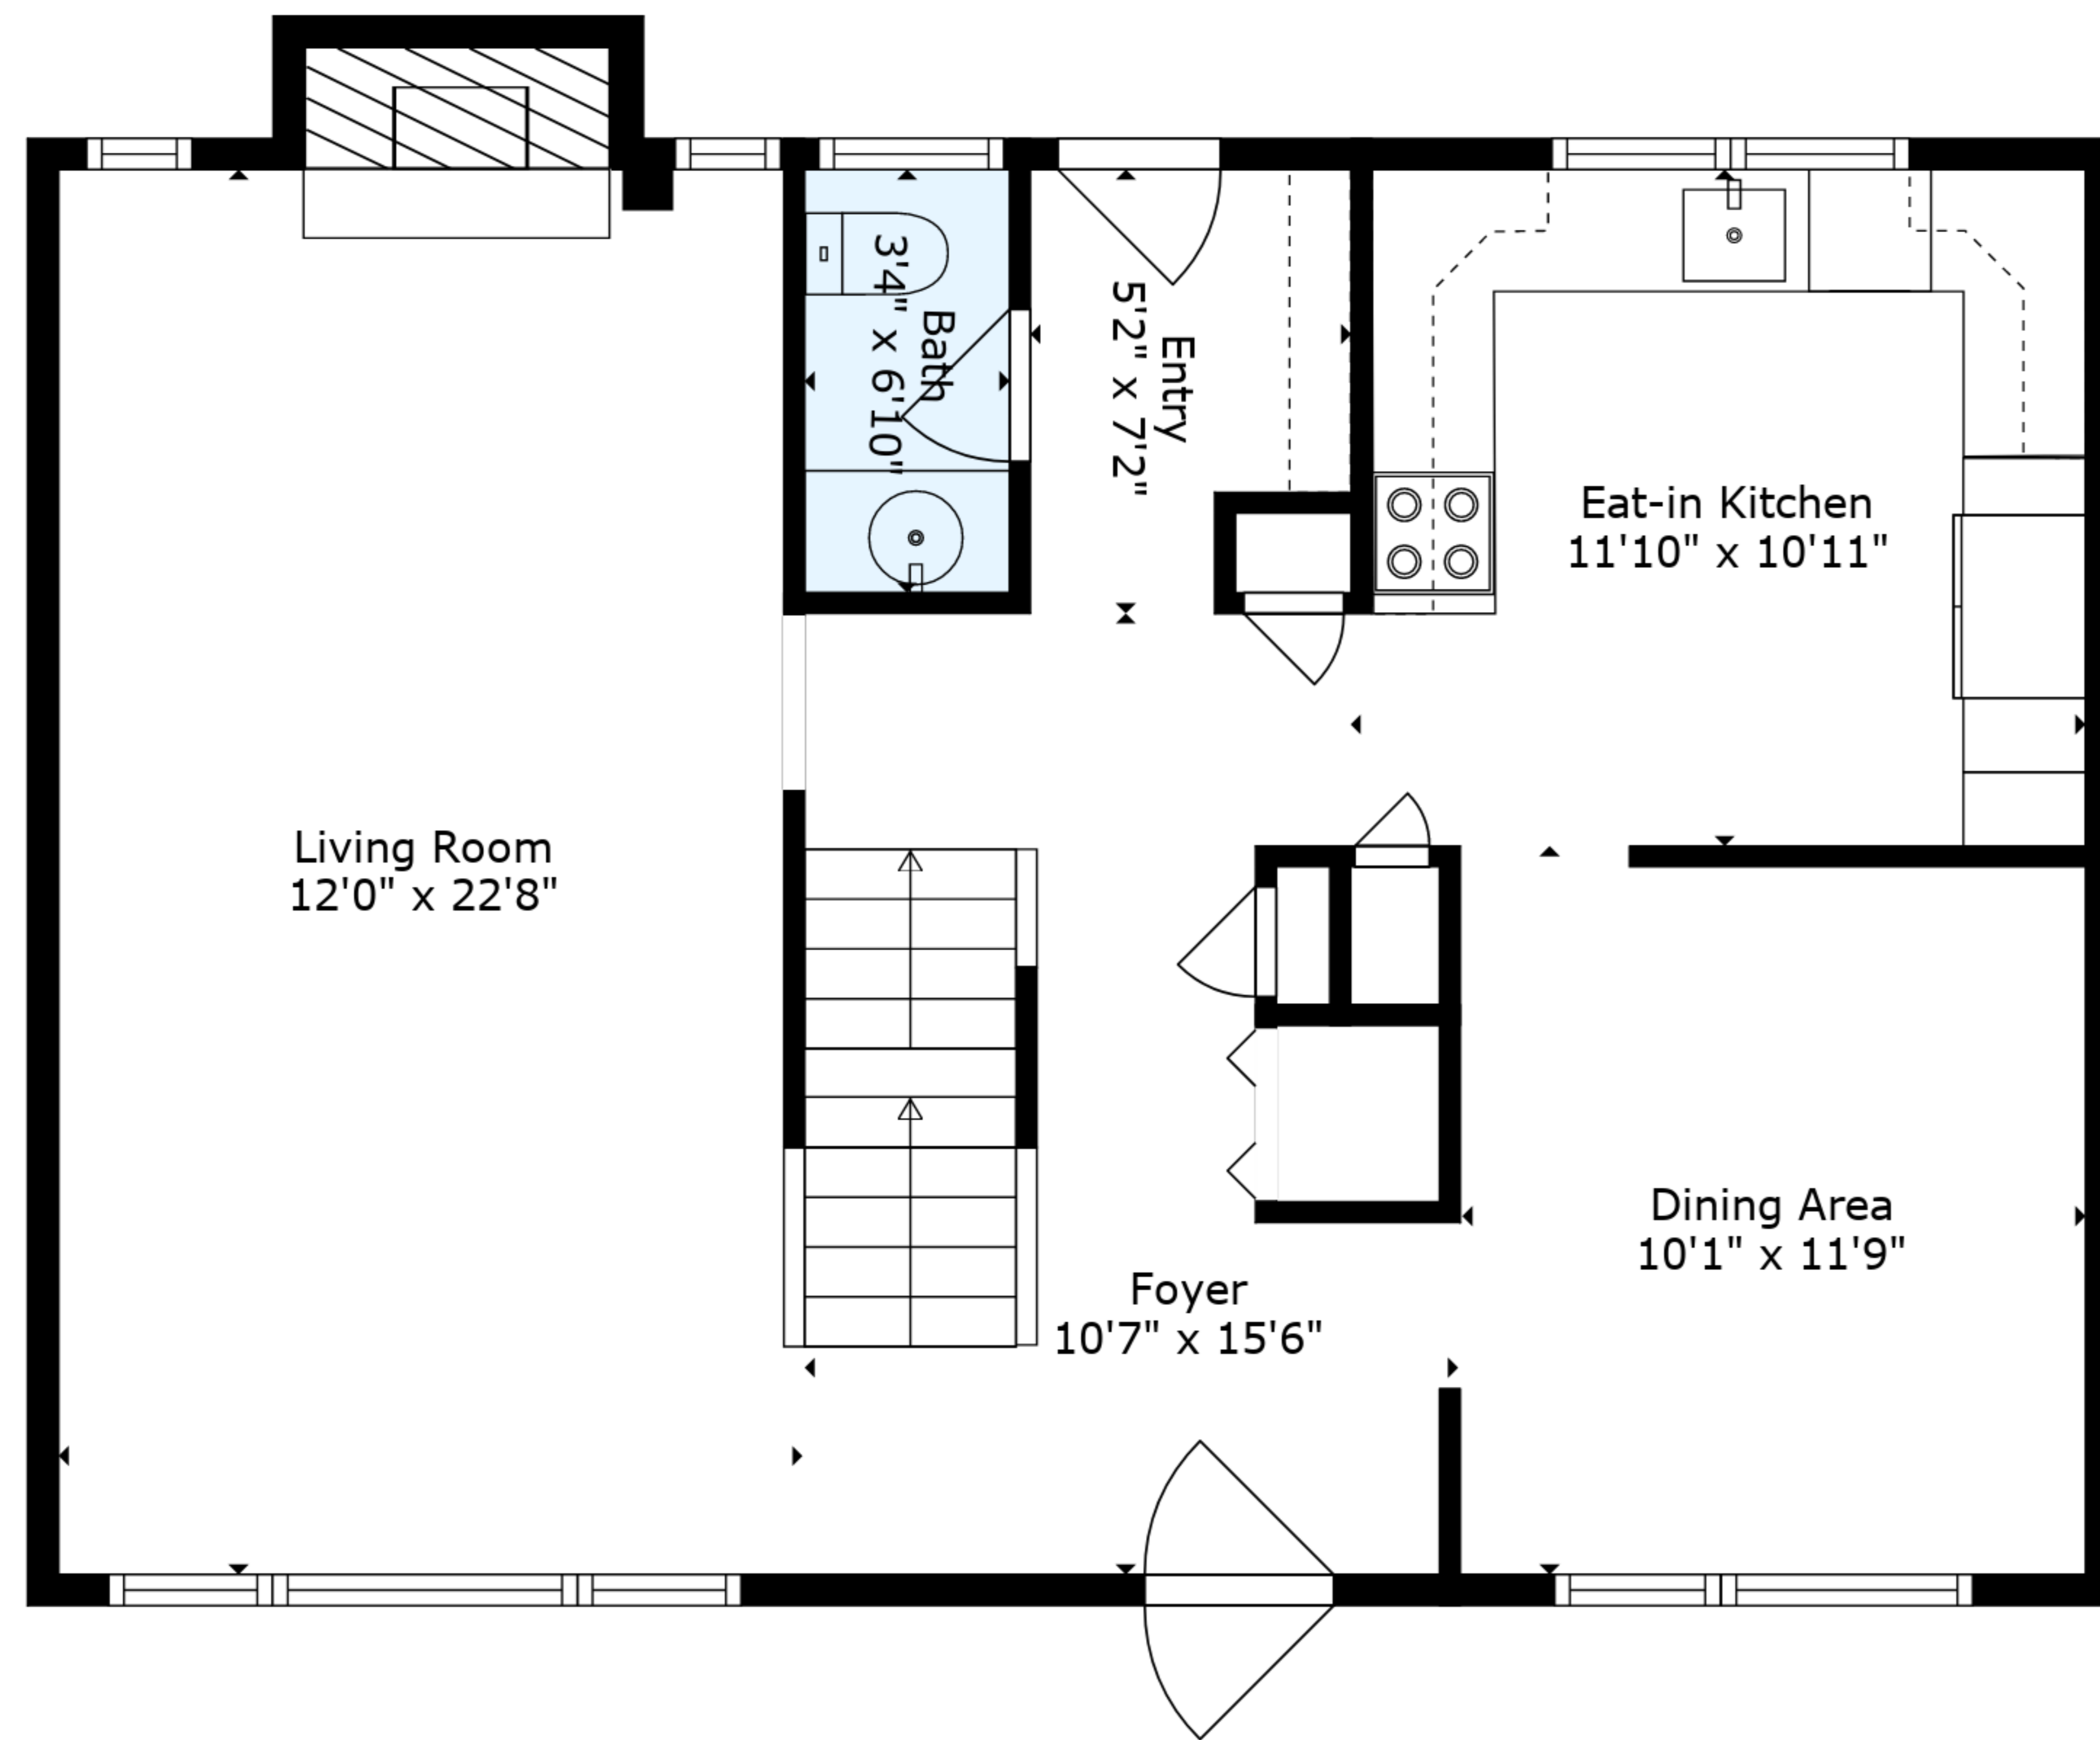 Bath
3'4" x 6'10"
Entry
5'2" x 7'2"
Eat-in Kitchen
11'10" x 10'11"
Living Room
12'0" x 22'8"
Dining Area
10'1" x 11'9"
Foyer
10'7" x 15'6"